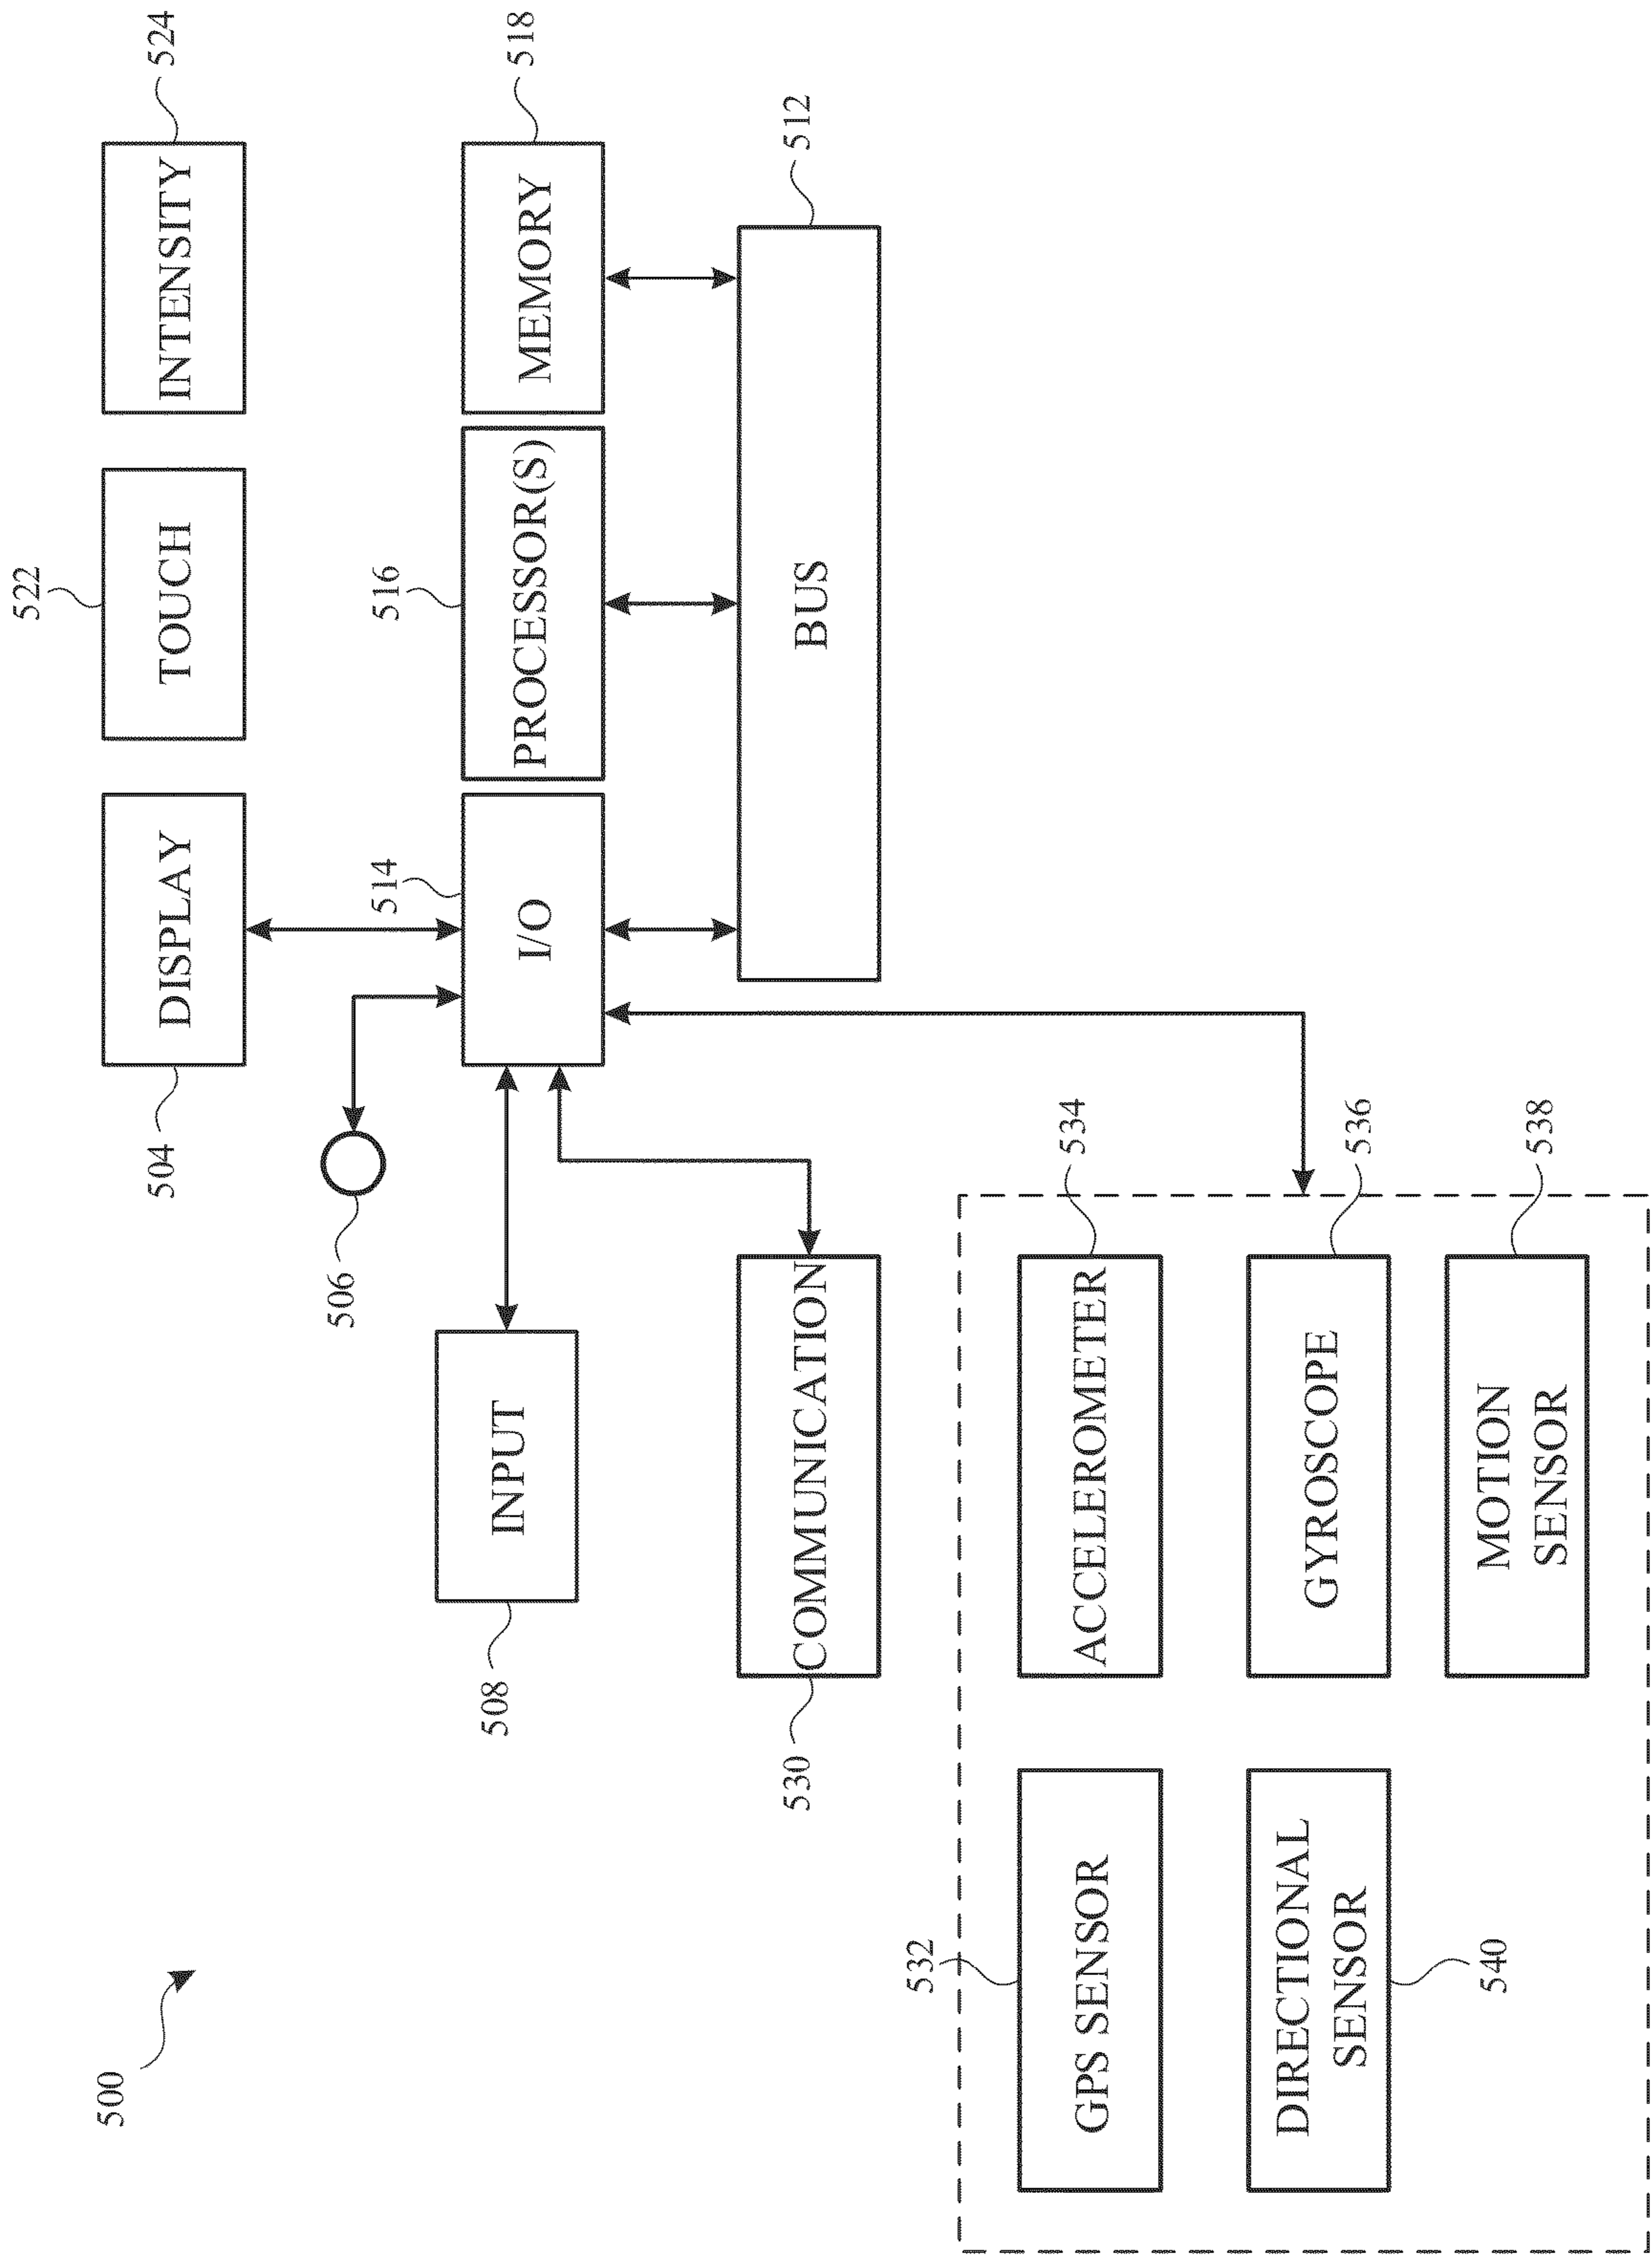 500
504
DISPLAY
522
TOUCH
INTENSITY
524
506
508
INPUT
514
I/O
516
PROCESSOR(S)
MEMORY
518
530
COMMUNICATION
BUS
512
532
GPS SENSOR
ACCELEROMETER
534
DIRECTIONAL
SENSOR
540
GYROSCOPE
536
MOTION
SENSOR
538